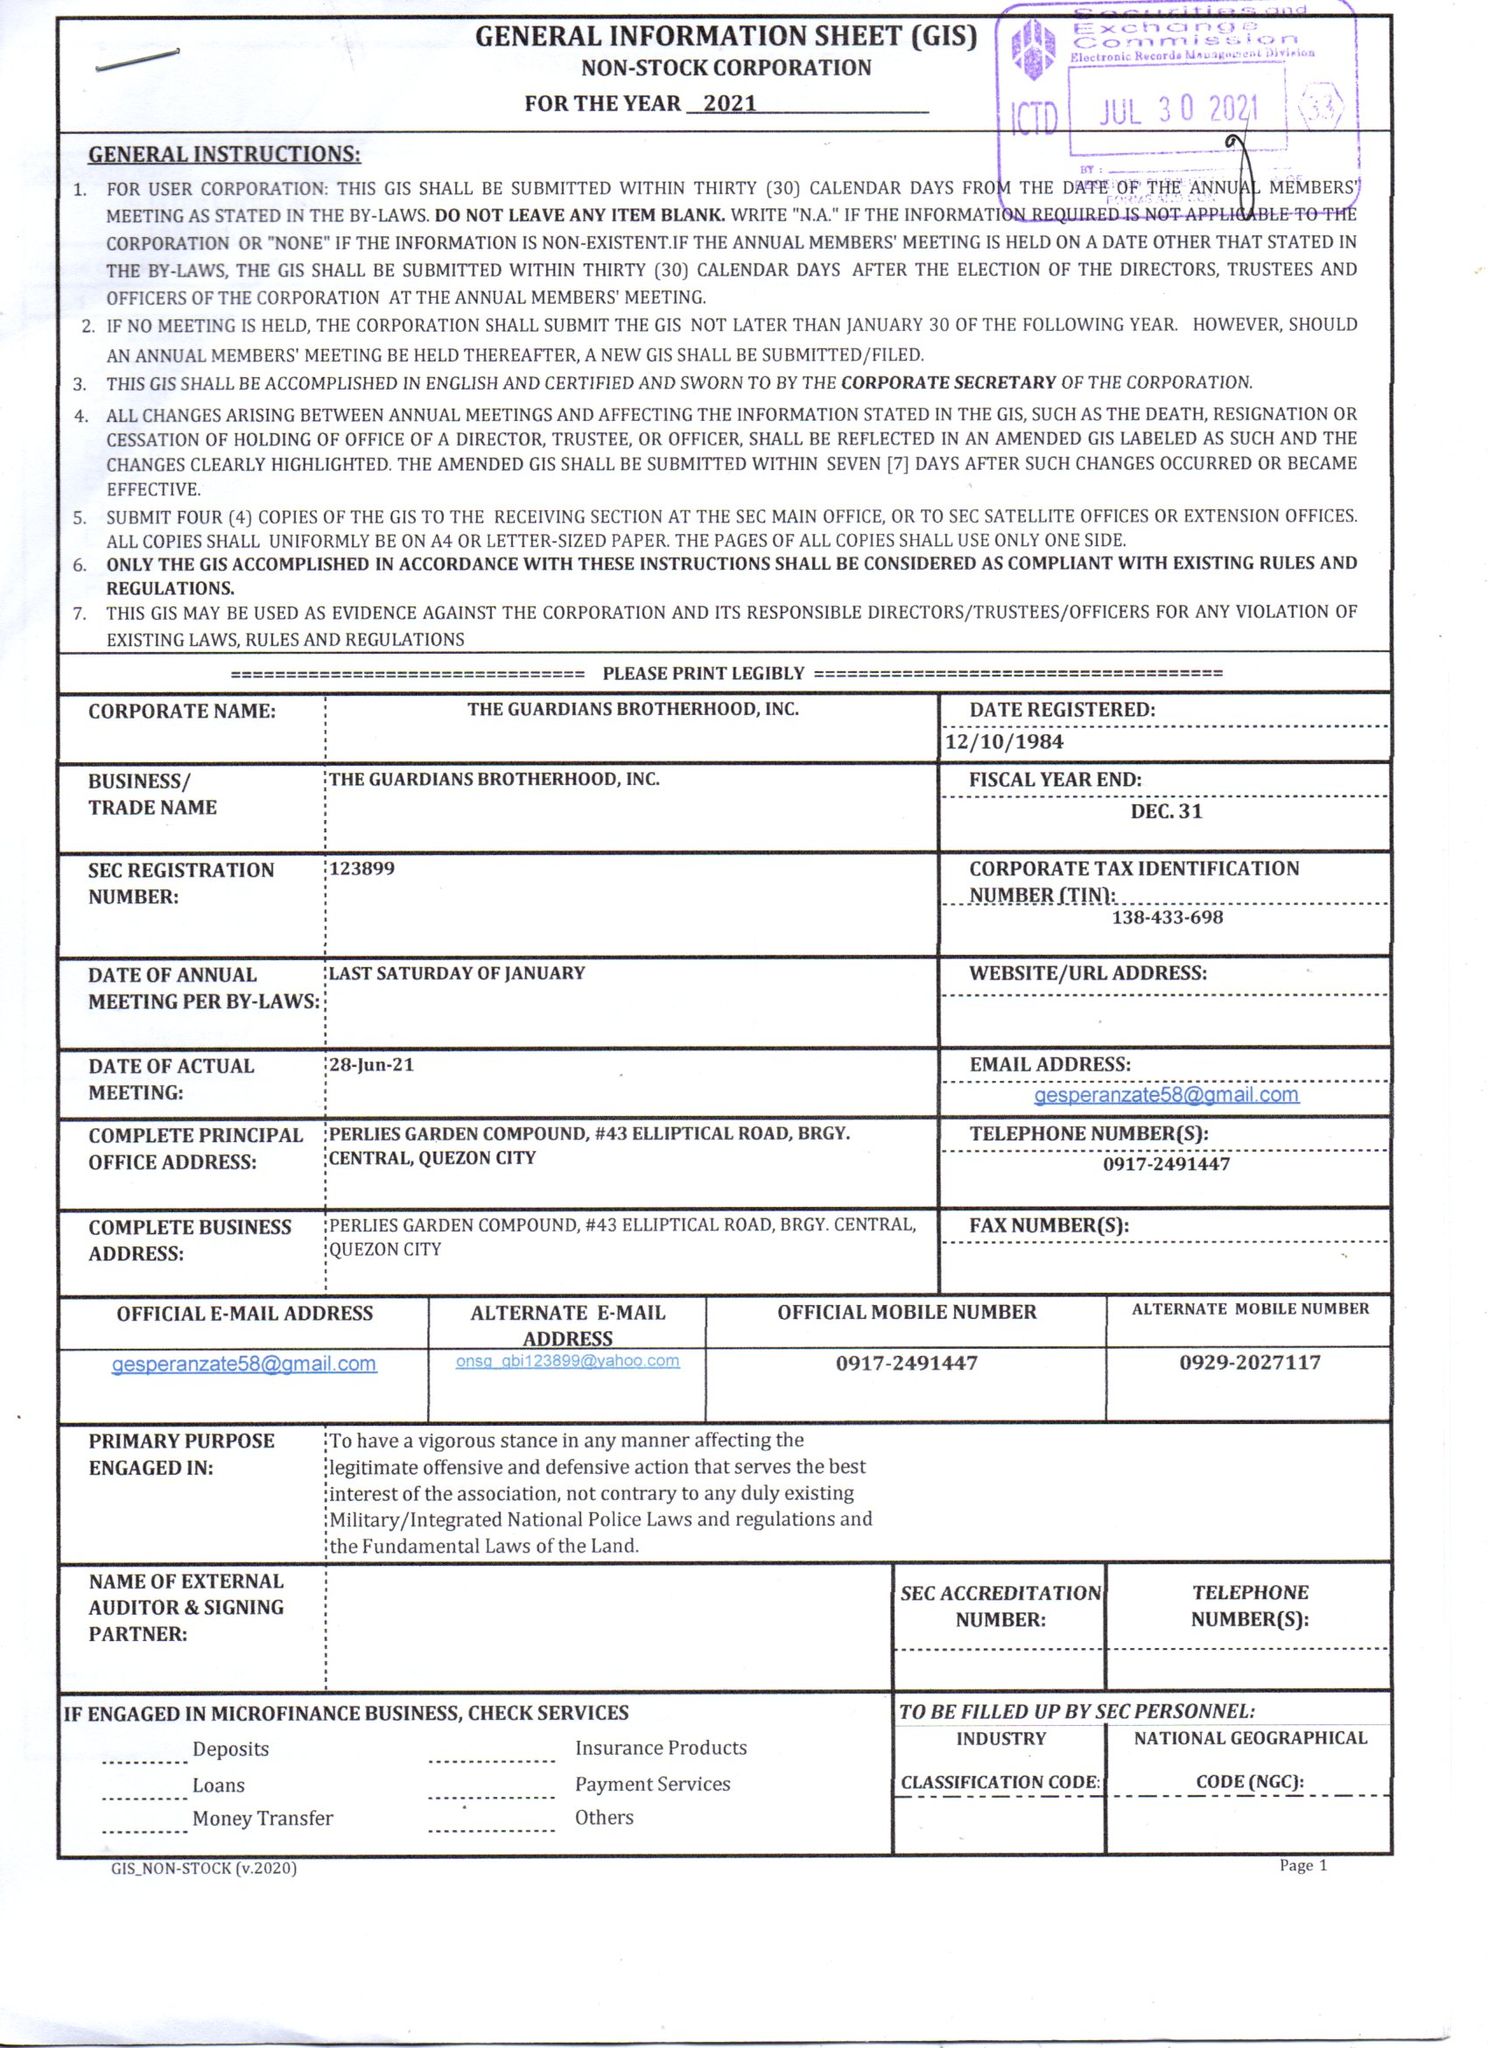 GENERAL INFORMATION SHEET (GIS)
NON-STOCK CORPORATION
FOR THE YEAR 2021
Securities and
Exchange
Commission
Electronic Records Management Division
ICTD
JUL 30 2021
33
BY :
GENERAL INSTRUCTIONS:
1. FOR USER CORPORATION: THIS GIS SHALL BE SUBMITTED WITHIN THIRTY (30) CALENDAR DAYS FROM THE DATE OF THE ANNUAL MEMBERS'
MEETING AS STATED IN THE BY-LAWS. DO NOT LEAVE ANY ITEM BLANK. WRITE "N.A." IF THE INFORMATION REQUIRED IS NOT APPLICABLE TO THE
CORPORATION OR "NONE" IF THE INFORMATION IS NON-EXISTENT.IF THE ANNUAL MEMBERS' MEETING IS HELD ON A DATE OTHER THAT STATED IN
THE BY-LAWS, THE GIS SHALL BE SUBMITTED WITHIN THIRTY (30) CALENDAR DAYS AFTER THE ELECTION OF THE DIRECTORS, TRUSTEES AND
OFFICERS OF THE CORPORATION AT THE ANNUAL MEMBERS' MEETING.
2. IF NO MEETING IS HELD, THE CORPORATION SHALL SUBMIT THE GIS NOT LATER THAN JANUARY 30 OF THE FOLLOWING YEAR. HOWEVER, SHOULD
AN ANNUAL MEMBERS' MEETING BE HELD THEREAFTER, A NEW GIS SHALL BE SUBMITTED/FILED.
3. THIS GIS SHALL BE ACCOMPLISHED IN ENGLISH AND CERTIFIED AND SWORN TO BY THE CORPORATE SECRETARY OF THE CORPORATION.
4. ALL CHANGES ARISING BETWEEN ANNUAL MEETINGS AND AFFECTING THE INFORMATION STATED IN THE GIS, SUCH AS THE DEATH, RESIGNATION OR
CESSATION OF HOLDING OF OFFICE OF A DIRECTOR, TRUSTEE, OR OFFICER, SHALL BE REFLECTED IN AN AMENDED GIS LABELED AS SUCH AND THE
CHANGES CLEARLY HIGHLIGHTED. THE AMENDED GIS SHALL BE SUBMITTED WITHIN SEVEN [7] DAYS AFTER SUCH CHANGES OCCURRED OR BECAME
EFFECTIVE.
5. SUBMIT FOUR (4) COPIES OF THE GIS TO THE RECEIVING SECTION AT THE SEC MAIN OFFICE, OR TO SEC SATELLITE OFFICES OR EXTENSION OFFICES.
ALL COPIES SHALL UNIFORMLY BE ON A4 OR LETTER-SIZED PAPER. THE PAGES OF ALL COPIES SHALL USE ONLY ONE SIDE.
6. ONLY THE GIS ACCOMPLISHED IN ACCORDANCE WITH THESE INSTRUCTIONS SHALL BE CONSIDERED AS COMPLIANT WITH EXISTING RULES AND
REGULATIONS.
7. THIS GIS MAY BE USED AS EVIDENCE AGAINST THE CORPORATION AND ITS RESPONSIBLE DIRECTORS/TRUSTEES/OFFICERS FOR ANY VIOLATION OF
EXISTING LAWS, RULES AND REGULATIONS
================================ PLEASE PRINT LEGIBLY =====================================
CORPORATE NAME:
THE GUARDIANS BROTHERHOOD, INC.
DATE REGISTERED:
12/10/1984
BUSINESS/
TRADE NAME
THE GUARDIANS BROTHERHOOD, INC.
FISCAL YEAR END:
DEC. 31
SEC REGISTRATION
NUMBER:
123899
CORPORATE TAX IDENTIFICATION
NUMBER (TIN):
138-433-698
DATE OF ANNUAL
MEETING PER BY-LAWS:
LAST SATURDAY OF JANUARY
WEBSITE/URL ADDRESS:
DATE OF ACTUAL
MEETING:
28-Jun-21
EMAIL ADDRESS:
gesperanzate58@gmail.com
COMPLETE PRINCIPAL
OFFICE ADDRESS:
PERLIES GARDEN COMPOUND, #43 ELLIPTICAL ROAD, BRGY.
CENTRAL, QUEZON CITY
TELEPHONE NUMBER(S):
0917-2491447
COMPLETE BUSINESS
ADDRESS:
PERLIES GARDEN COMPOUND, #43 ELLIPTICAL ROAD, BRGY. CENTRAL,
QUEZON CITY
FAX NUMBER(S):
OFFICIAL E-MAIL ADDRESS
ALTERNATE E-MAIL
ADDRESS
OFFICIAL MOBILE NUMBER
ALTERNATE MOBILE NUMBER
gesperanzate58@gmail.com
onsg_gbi123899@yahoo.com
0917-2491447
0929-2027117
PRIMARY PURPOSE
ENGAGED IN:
To have a vigorous stance in any manner affecting the
legitimate offensive and defensive action that serves the best
interest of the association, not contrary to any duly existing
Military/Integrated National Police Laws and regulations and
the Fundamental Laws of the Land.
NAME OF EXTERNAL
AUDITOR & SIGNING
PARTNER:
SEC ACCREDITATION
NUMBER:
TELEPHONE
NUMBER(S):
IF ENGAGED IN MICROFINANCE BUSINESS, CHECK SERVICES
TO BE FILLED UP BY SEC PERSONNEL:
Deposits
Insurance Products
Loans
Payment Services
Money Transfer
Others
INDUSTRY
CLASSIFICATION CODE:
NATIONAL GEOGRAPHICAL
CODE (NGC):
GIS_NON-STOCK (v.2020)
Page 1